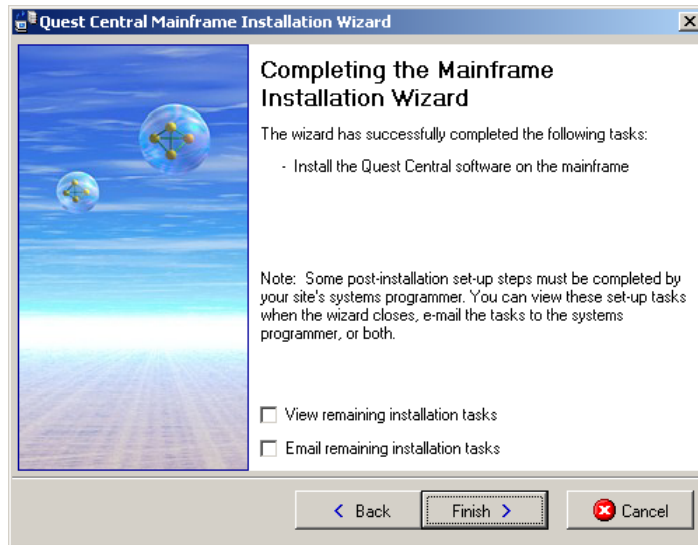 Quest Central Mainframe Installation Wizard
Completing the Mainframe
Installation Wizard
The wizard has successfully completed the following tasks:
- Install the Quest Central software on the mainframe
Note: Some post-installation set-up steps must be completed by
your site's systems programmer. You can view these set-up tasks
when the wizard closes, e-mail the tasks to the systems
programmer, or both.
View remaining installation tasks
Email remaining installation tasks
< Back
Finish >
Cancel